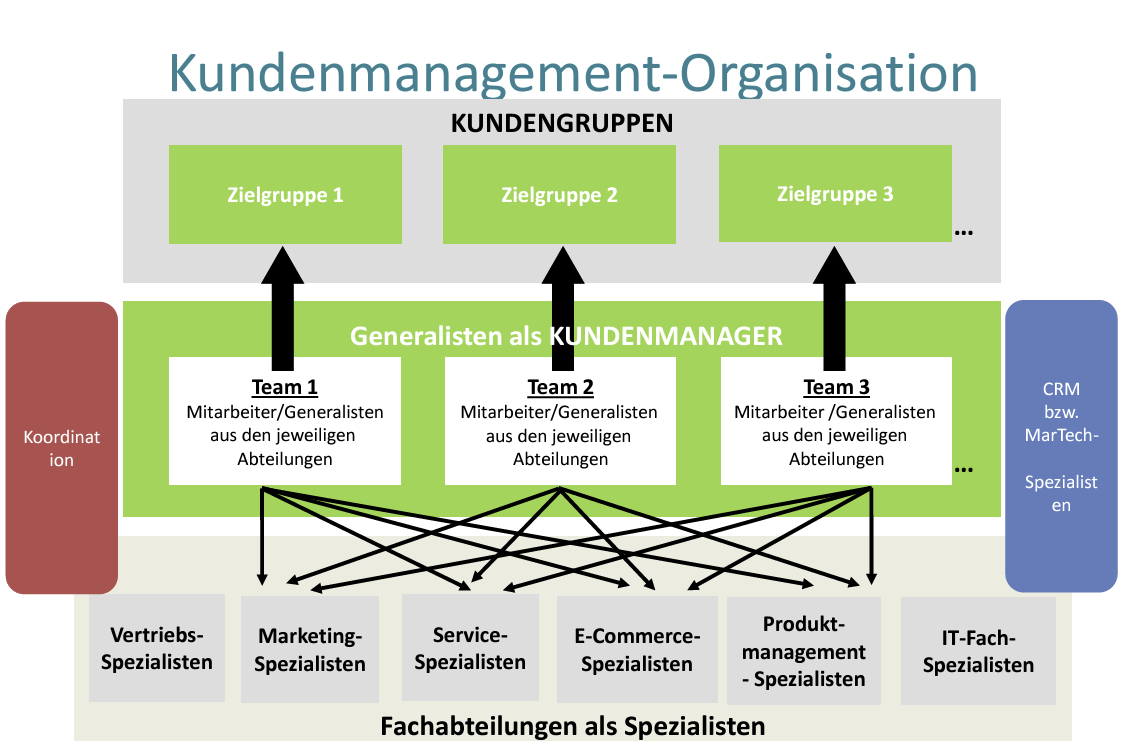 Kundenmanagement-Organisation
KUNDENGRUPPEN
Zielgruppe 1
Zielgruppe 2
Zielgruppe 3
...
Generalisten als KUNDENMANAGER
Team 1
Mitarbeiter/Generalisten
aus den jeweiligen
Abteilungen
Team 2
Mitarbeiter/Generalisten
aus den jeweiligen
Abteilungen
Team 3
Mitarbeiter /Generalisten
aus den jeweiligen
Abteilungen
...
Koordinat
ion
CRM
bzw.
MarTech-
Spezialist
en
Vertriebs-
Spezialisten
Marketing-
Spezialisten
Service-
Spezialisten
E-Commerce-
Spezialisten
Produkt-
management
- Spezialisten
IT-Fach-
Spezialisten
Fachabteilungen als Spezialisten